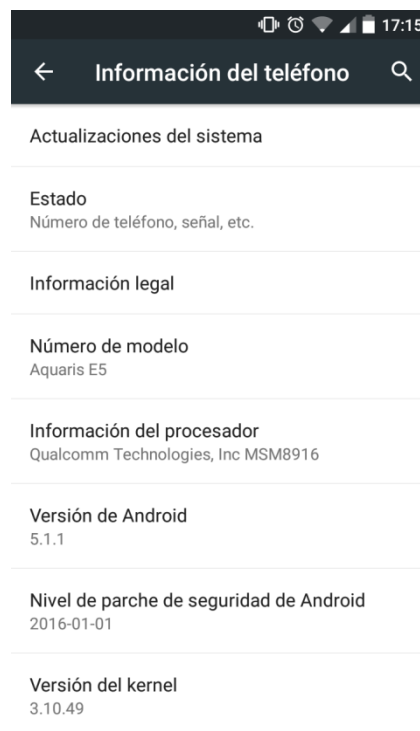 17:15
Información del teléfono
Actualizaciones del sistema
Estado
Número de teléfono, señal, etc.
Información legal
Número de modelo
Aquaris E5
Información del procesador
Qualcomm Technologies, Inc MSM8916
Versión de Android
5.1.1
Nivel de parche de seguridad de Android
2016-01-01
Versión del kernel
3.10.49